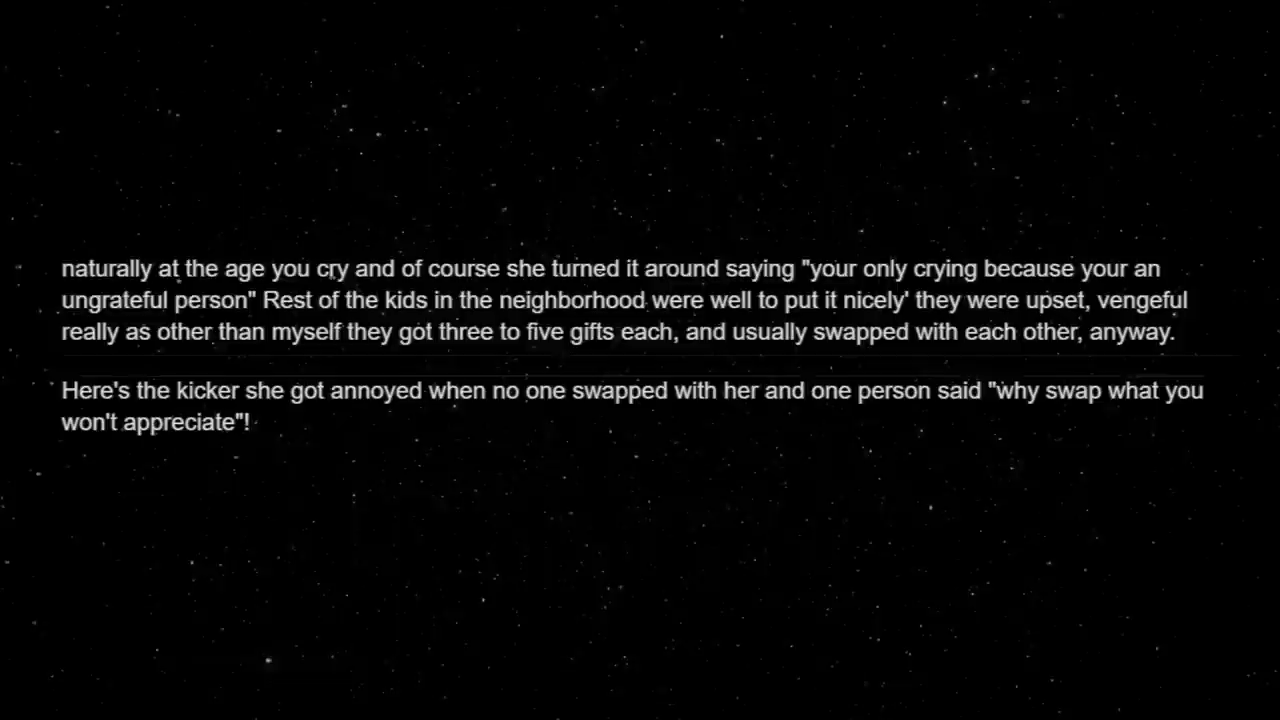 naturally at the age you cry and of course she turned it around saying "your only crying because your an
ungrateful person" Rest of the kids in the neighborhood were well to put it nicely' they were upset, vengeful
really as other than myself they got three to five gifts each, and usually swapped with each other, anyway.
Here's the kicker she got annoyed when no one swapped with her and one person said "why swap what you
won't appreciate"!